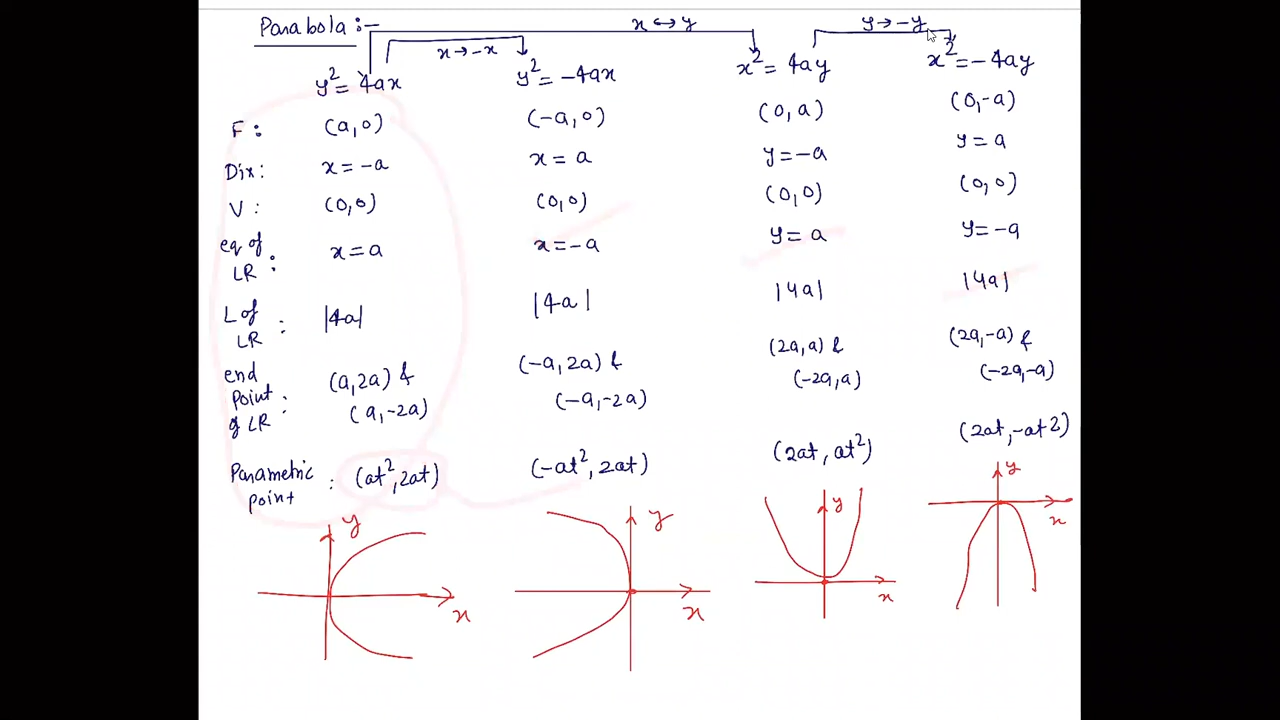 Parabola :-
x ↔ y
y → -y
x → -x
y² = 4ax y² = -4ax x² = 4ay x² = -4ay
F : (a,0) (-a,0) (0,a) (0,-a)
Dix : x = -a x = a y = -a y = a
V : (0,0) (0,0) (0,0) (0,0)
eq of LR : x = a x = -a y = a y = -a
L of LR : |4a| |4a| |4a| |4a|
end point of LR : (a,2a) & (a,-2a) (-a,2a) & (-a,-2a) (2a,a) & (-2a,a) (2a,-a) & (-2a,-a)
Parametric point : (at²,2at) (-at²,2at) (2at,at²) (2at,-at2)
y y y y
x x x x